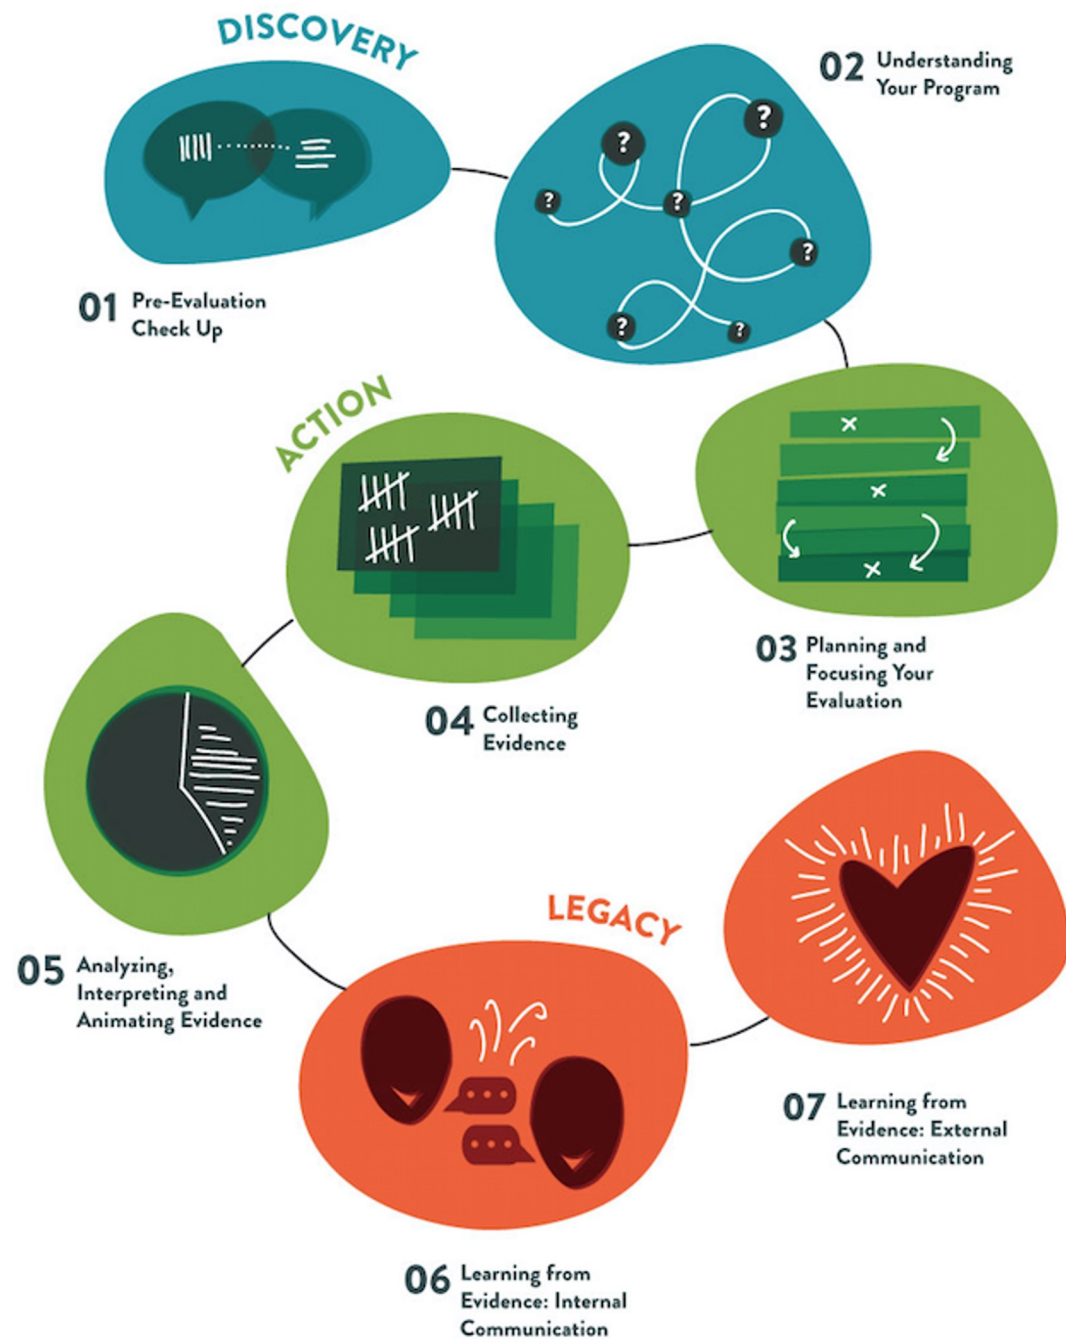 DISCOVERY
01 Pre-Evaluation
Check Up
02 Understanding
Your Program
? ? ? ? ? ? ?
ACTION
03 Planning and
Focusing Your
Evaluation
04 Collecting
Evidence
05 Analyzing,
Interpreting and
Animating Evidence
LEGACY
06 Learning from
Evidence: Internal
Communication
07 Learning from
Evidence: External
Communication